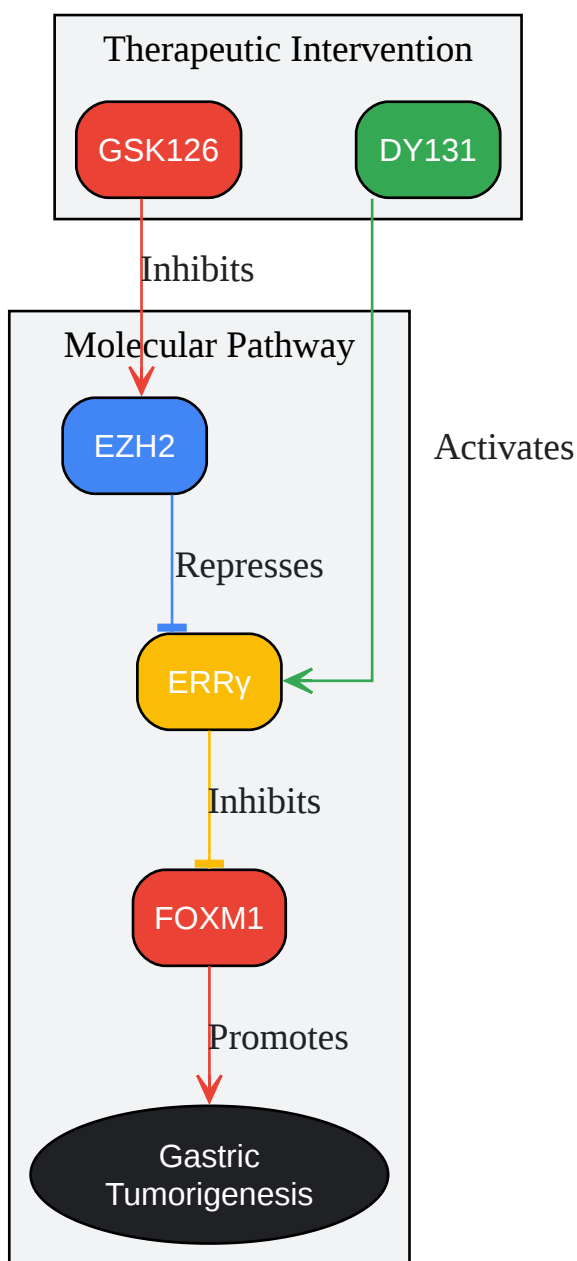 Therapeutic Intervention
GSK126
DY131
Inhibits
Molecular Pathway
EZH2
Activates
Represses
ERRγ
Inhibits
FOXM1
Promotes
Gastric
Tumorigenesis